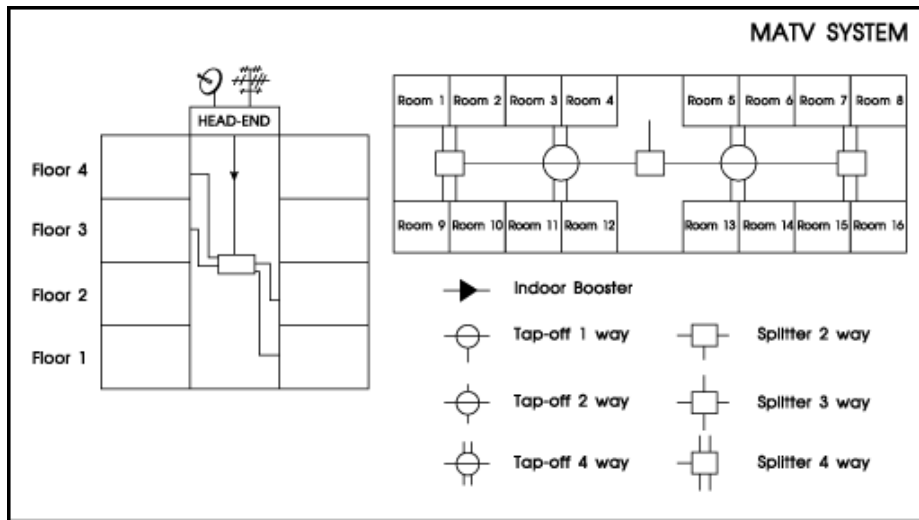 MATV SYSTEM
HEAD-END
Floor 4
Floor 3
Floor 2
Floor 1
Room 1 Room 2 Room 3 Room 4 Room 5 Room 6 Room 7 Room 8
Room 9 Room 10 Room 11 Room 12 Room 13 Room 14 Room 15 Room 16
Indoor Booster
Tap-off 1 way Splitter 2 way
Tap-off 2 way Splitter 3 way
Tap-off 4 way Splitter 4 way